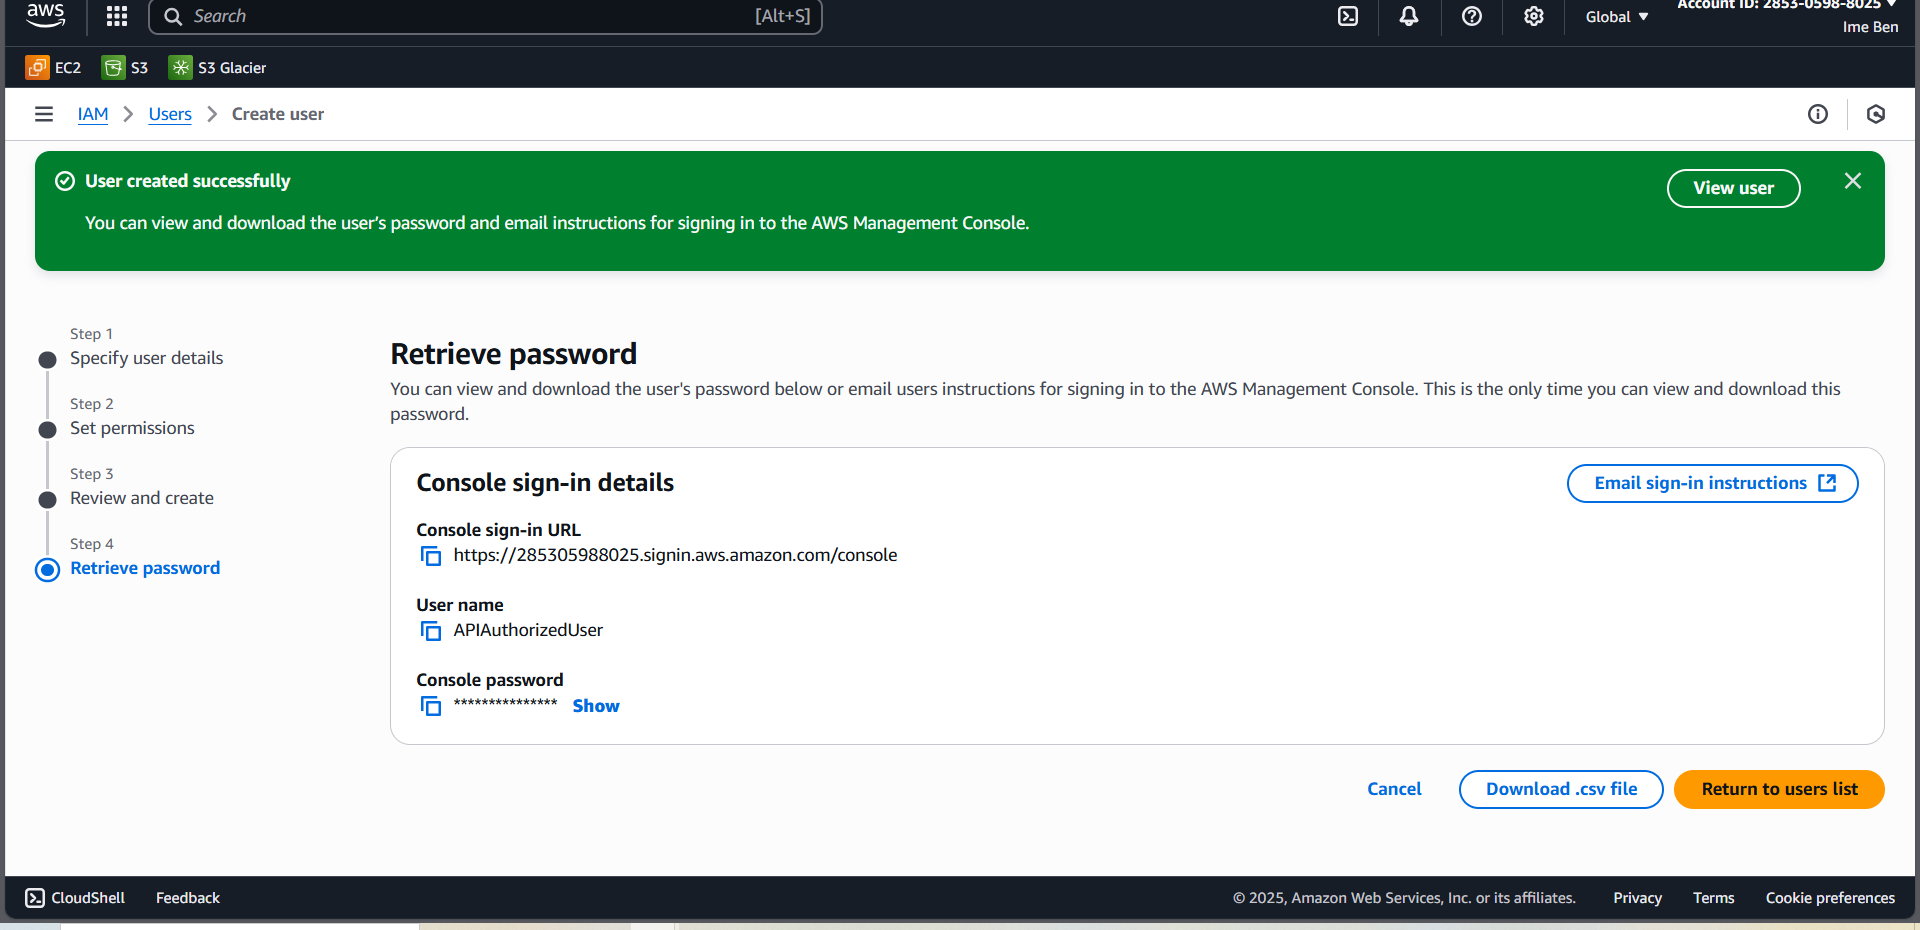 aws
Search [Alt+S]
Global
Account ID: 2853-0598-8025
Ime Ben
EC2 S3 S3 Glacier
IAM Users Create user
User created successfully
View user
You can view and download the user's password and email instructions for signing in to the AWS Management Console.
Step 1
Specify user details
Step 2
Set permissions
Step 3
Review and create
Step 4
Retrieve password
Retrieve password
You can view and download the user's password below or email users instructions for signing in to the AWS Management Console. This is the only time you can view and download this
password.
Console sign-in details
Email sign-in instructions
Console sign-in URL
https://285305988025.signin.aws.amazon.com/console
User name
APIAuthorizedUser
Console password
*************** Show
Cancel Download .csv file Return to users list
CloudShell Feedback © 2025, Amazon Web Services, Inc. or its affiliates. Privacy Terms Cookie preferences